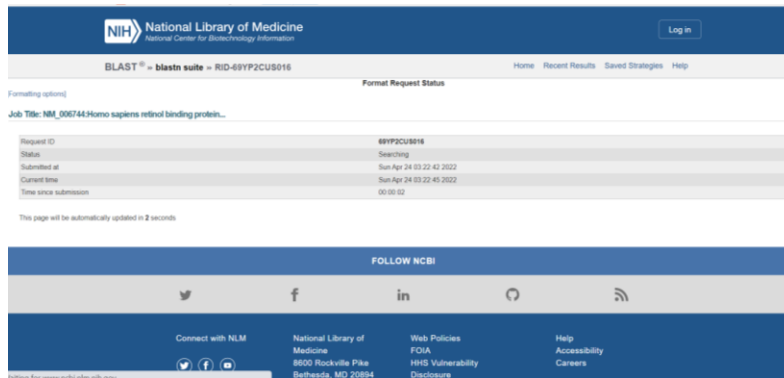 NIH National Library of Medicine
National Center for Biotechnology Information
Log in
BLAST ® » blastn suite » RID-69YP2CUS016
Home Recent Results Saved Strategies Help
Format Request Status
[Formatting options]
Job Title: NM_006744:Homo sapiens retinol binding protein...
Request ID 69YP2CUS016
Status Searching
Submitted at Sun Apr 24 03:22:42 2022
Current time Sun Apr 24 03:22:45 2022
Time since submission 00:00:02
This page will be automatically updated in 2 seconds
FOLLOW NCBI
Connect with NLM
National Library of
Medicine
8600 Rockville Pike
Bethesda, MD 20894
Web Policies
FOIA
HHS Vulnerability
Disclosure
Help
Accessibility
Careers